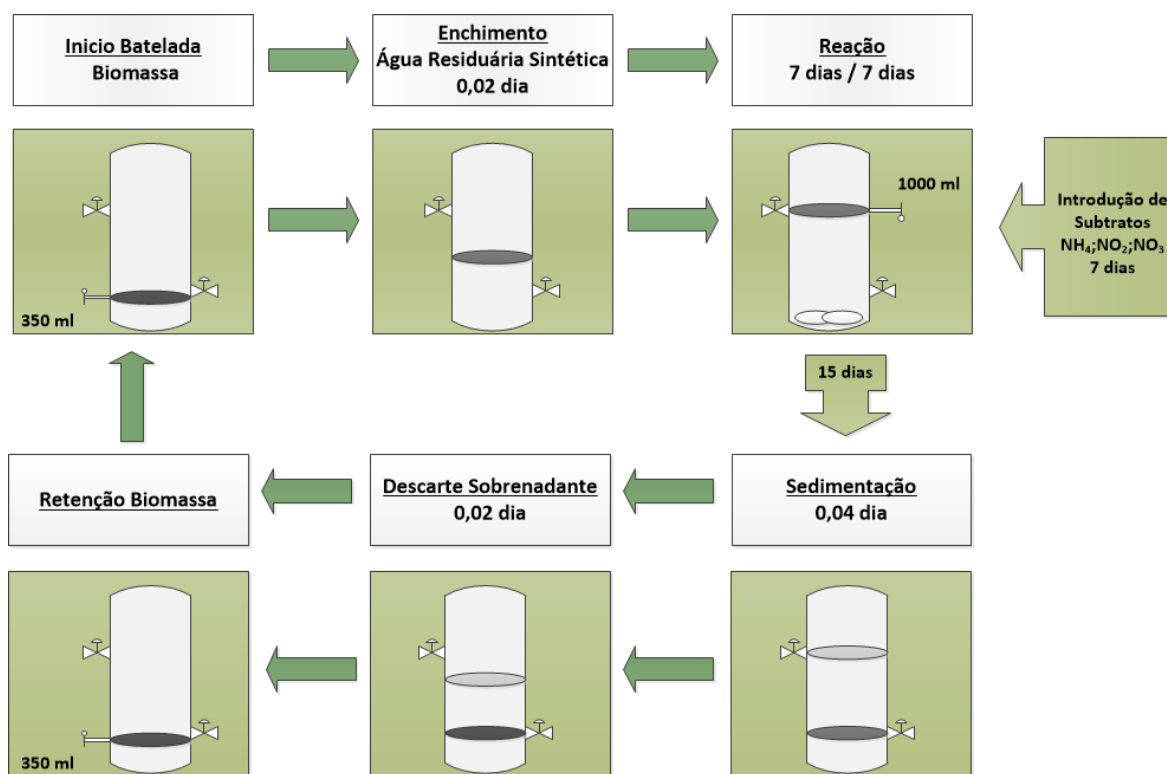 Inicio Batelada
Biomassa
Enchimento
Água Residuária Sintética
0,02 dia
Reação
7 dias / 7 dias
350 ml
1000 ml
Introdução de
Subtratos
NH₄;NO₂;NO₃
7 dias
15 dias
Retenção Biomassa
Descarte Sobrenadante
0,02 dia
Sedimentação
0,04 dia
350 ml